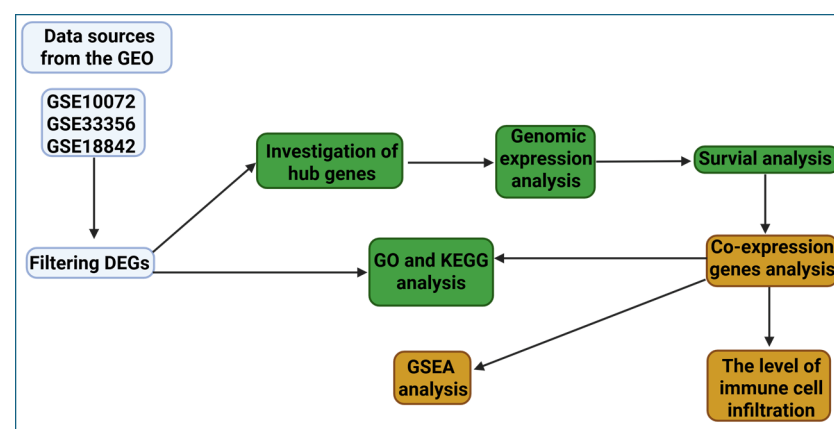 Data sources
from the GEO
GSE10072
GSE33356
GSE18842
Filtering DEGs
Investigation of
hub genes
Genomic
expression
analysis
Survial analysis
GO and KEGG
analysis
Co-expression
genes analysis
GSEA
analysis
The level of
immune cell
infiltration